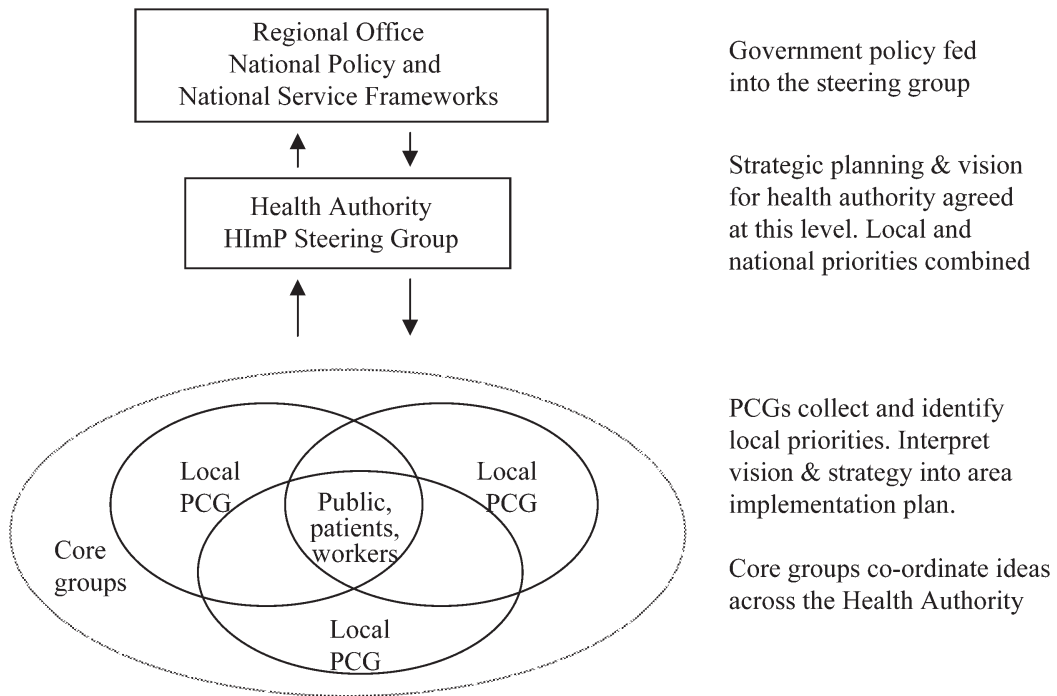 Regional Office
National Policy and
National Service Frameworks
Government policy fed
into the steering group
Health Authority
HImP Steering Group
Strategic planning & vision
for health authority agreed
at this level. Local and
national priorities combined
Local
PCG
Local
PCG
Public,
patients,
workers
Core
groups
Local
PCG
PCGs collect and identify
local priorities. Interpret
vision & strategy into area
implementation plan.
Core groups co-ordinate ideas
across the Health Authority